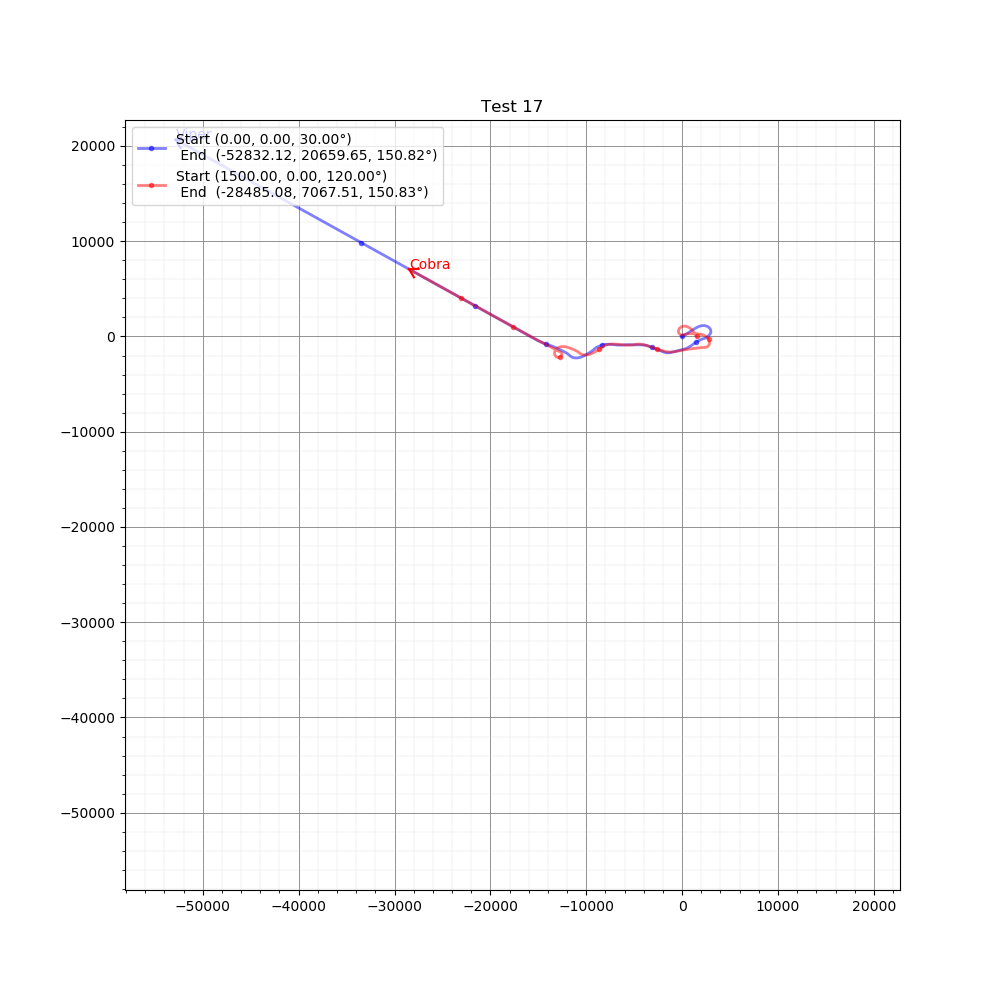 Test 17
Viper
Start (0.00, 0.00, 30.00°)
End (-52832.12, 20659.65, 150.82°)
Start (1500.00, 0.00, 120.00°)
End (-28485.08, 7067.51, 150.83°)
Cobra
20000
10000
0
−10000
−20000
−30000
−40000
−50000
−50000 −40000 −30000 −20000 −10000 0 10000 20000